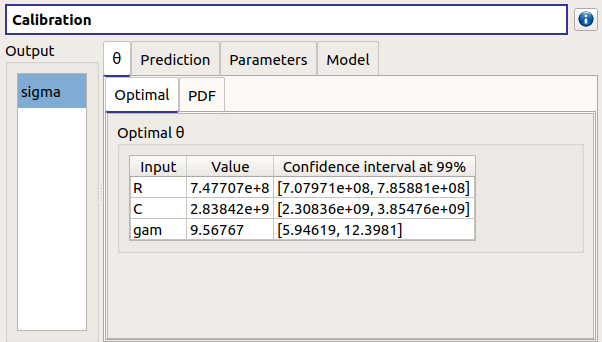 Calibration
Output
sigma
θ Prediction Parameters Model
Optimal PDF
Optimal θ
Input Value Confidence interval at 99%
R 7.47707e+8 [7.07971e+08, 7.85881e+08]
C 2.83842e+9 [2.30836e+09, 3.85476e+09]
gam 9.56767 [5.94619, 12.3981]